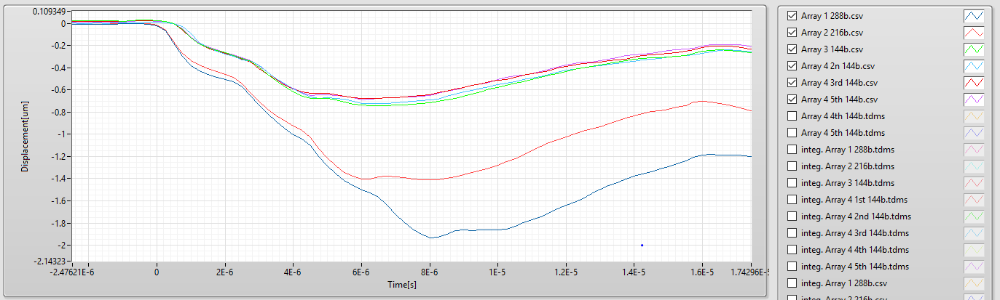 0.109349
0
-0.2
-0.4
-0.6
-0.8
-1
-1.2
-1.4
-1.6
-1.8
-2
-2.14323
Displacement[um]
-2.47621E-6 0 2E-6 4E-6 6E-6 8E-6 1E-5 1.2E-5 1.4E-5 1.6E-5 1.74296E-5
Time[s]
Array 1 288b.csv
Array 2 216b.csv
Array 3 144b.csv
Array 4 2n 144b.csv
Array 4 3rd 144b.csv
Array 4 5th 144b.csv
Array 4 4th 144b.tdms
Array 4 5th 144b.tdms
integ. Array 1 288b.tdms
integ. Array 2 216b.tdms
integ. Array 3 144b.tdms
integ. Array 4 1st 144b.tdms
integ. Array 4 2nd 144b.tdms
integ. Array 4 3rd 144b.tdms
integ. Array 4 4th 144b.tdms
integ. Array 4 5th 144b.tdms
integ. Array 1 288b.csv
integ. Array 2 216b.csv